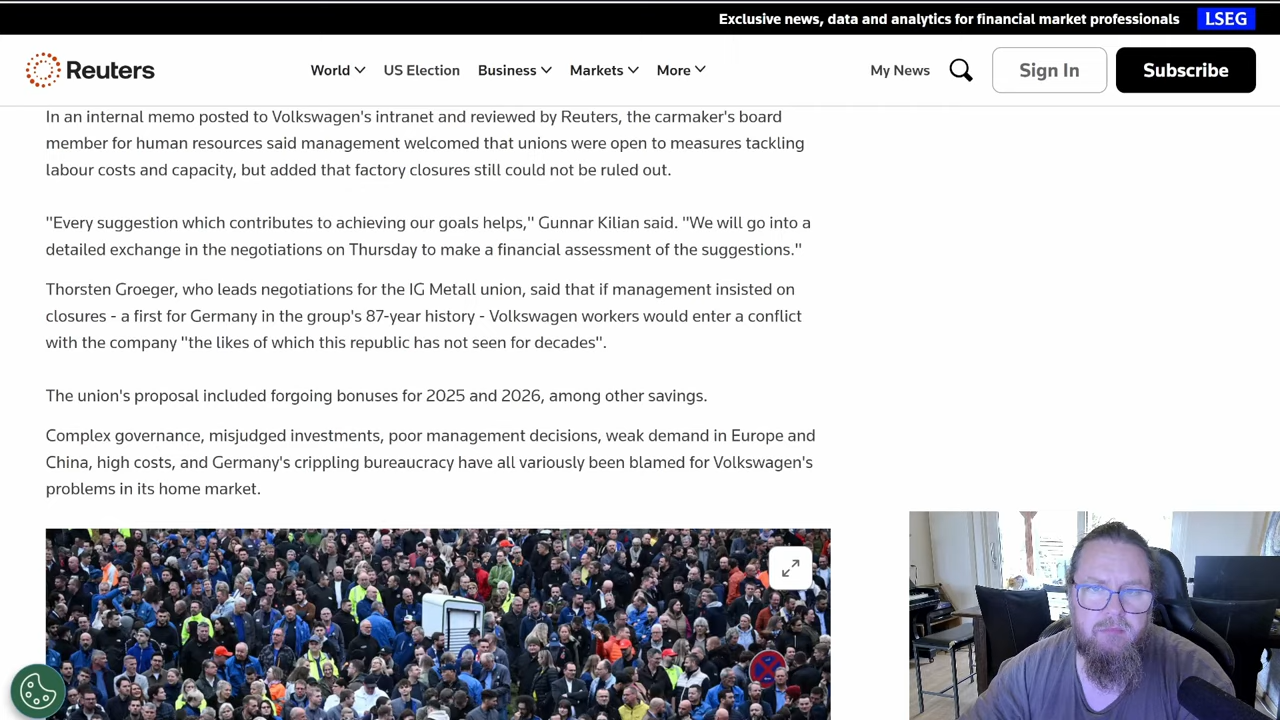 Exclusive news, data and analytics for financial market professionals LSEG
Reuters World US Election Business Markets More My News Sign In Subscribe
In an internal memo posted to Volkswagen's intranet and reviewed by Reuters, the carmaker's board
member for human resources said management welcomed that unions were open to measures tackling
labour costs and capacity, but added that factory closures still could not be ruled out.
"Every suggestion which contributes to achieving our goals helps," Gunnar Kilian said. "We will go into a
detailed exchange in the negotiations on Thursday to make a financial assessment of the suggestions."
Thorsten Groeger, who leads negotiations for the IG Metall union, said that if management insisted on
closures - a first for Germany in the group's 87-year history - Volkswagen workers would enter a conflict
with the company "the likes of which this republic has not seen for decades".
The union's proposal included forgoing bonuses for 2025 and 2026, among other savings.
Complex governance, misjudged investments, poor management decisions, weak demand in Europe and
China, high costs, and Germany's crippling bureaucracy have all variously been blamed for Volkswagen's
problems in its home market.